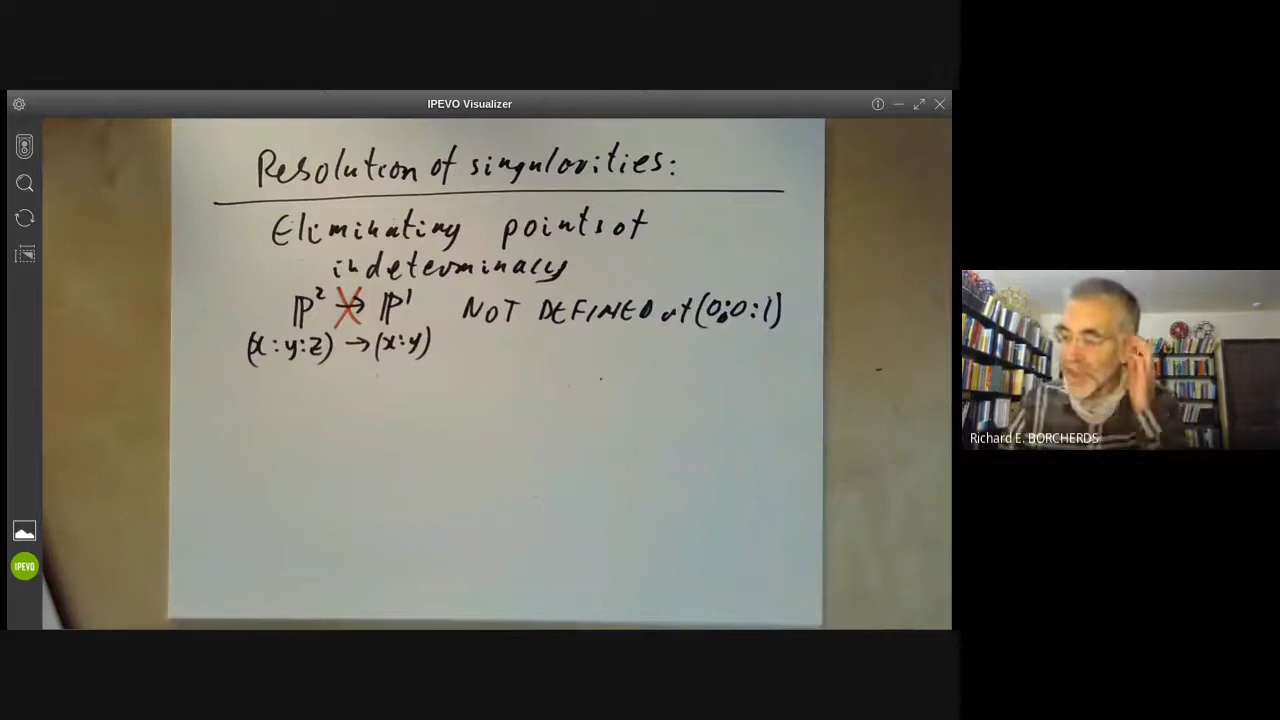 IPEVO Visualizer
Resolution of singularities:
Eliminating points of
indeterminacy
ℙ² → ℙ¹ NOT DEFINED at (0:0:1)
(x:y:z) → (x:y)
Richard E. BORCHERDS
IPEVO